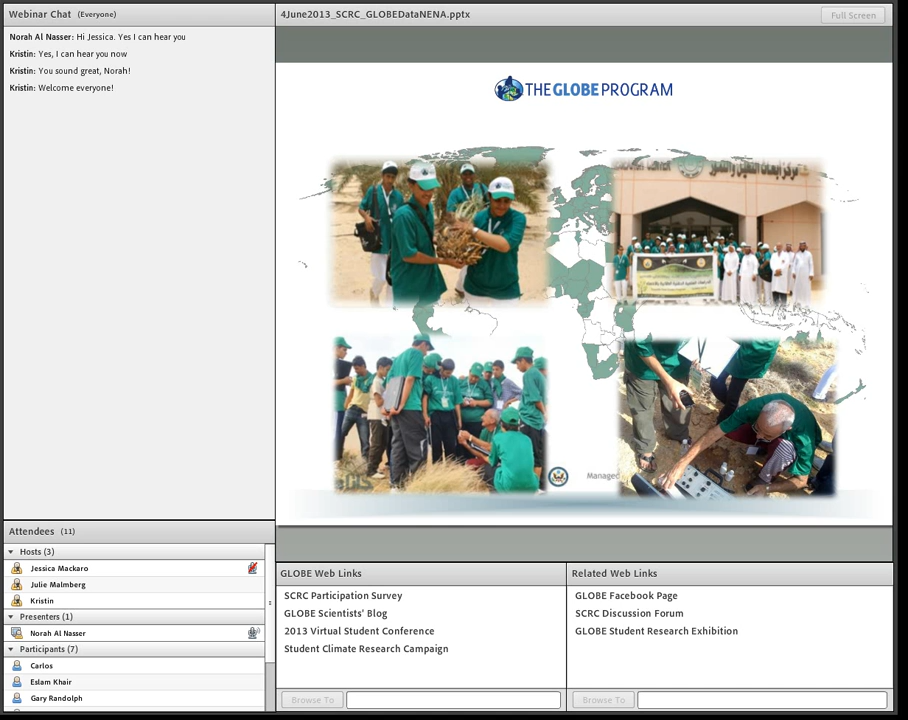 Webinar Chat (Everyone)
Norah Al Nasser: Hi Jessica. Yes I can hear you
Kristin: Yes, I can hear you now
Kristin: You sound great, Norah!
Kristin: Welcome everyone!
Attendees (11)
Hosts (3)
Jessica Mackaro
Julie Malmberg
Kristin
Presenters (1)
Norah Al Nasser
Participants (7)
Carlos
Eslam Khair
Gary Randolph
4June2013_SCRC_GLOBEDataNENA.pptx
Full Screen
THE GLOBE PROGRAM
Managed
GLOBE Web Links
SCRC Participation Survey
GLOBE Scientists' Blog
2013 Virtual Student Conference
Student Climate Research Campaign
Browse To
Related Web Links
GLOBE Facebook Page
SCRC Discussion Forum
GLOBE Student Research Exhibition
Browse To